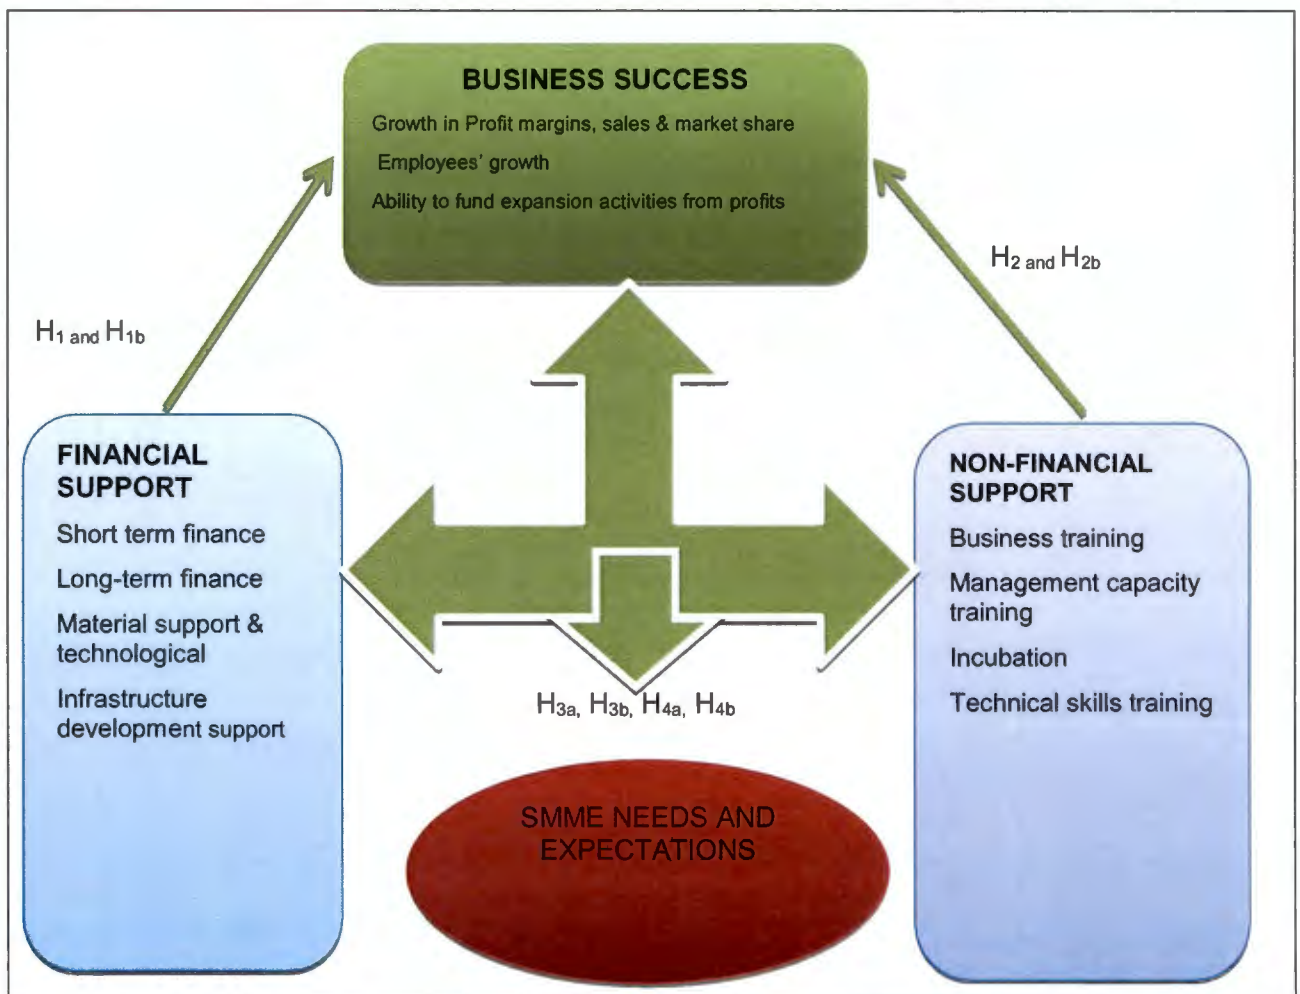 BUSINESS SUCCESS
Growth in Profit margins, sales & market share
Employees' growth
Ability to fund expansion activities from profits
H2 and H2b
H1 and H1b
FINANCIAL
SUPPORT
Short term finance
Long-term finance
Material support &
technological
Infrastructure
development support
NON-FINANCIAL
SUPPORT
Business training
Management capacity
training
Incubation
Technical skills training
H3a, H3b, H4a, H4b
SMME NEEDS AND
EXPECTATIONS